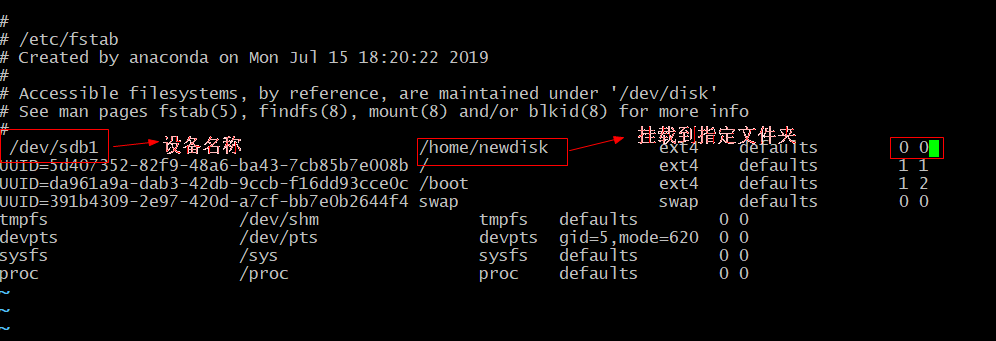 #
# /etc/fstab
# Created by anaconda on Mon Jul 15 18:20:22 2019
#
# Accessible filesystems, by reference, are maintained under '/dev/disk'
# See man pages fstab(5), findfs(8), mount(8) and/or blkid(8) for more info
#
设备名称 挂载到指定文件夹
/dev/sdb1 /home/newdisk ext4 defaults 0 0
UUID=5d407352-82f9-48a6-ba43-7cb85b7e008b / ext4 defaults 1 1
UUID=da961a9a-dab3-42db-9ccb-f16dd93cce0c /boot ext4 defaults 1 2
UUID=391b4309-2e97-420d-a7cf-bb7e0b2644f4 swap swap defaults 0 0
tmpfs /dev/shm tmpfs defaults 0 0
devpts /dev/pts devpts gid=5,mode=620 0 0
sysfs /sys sysfs defaults 0 0
proc /proc proc defaults 0 0
~
~
~